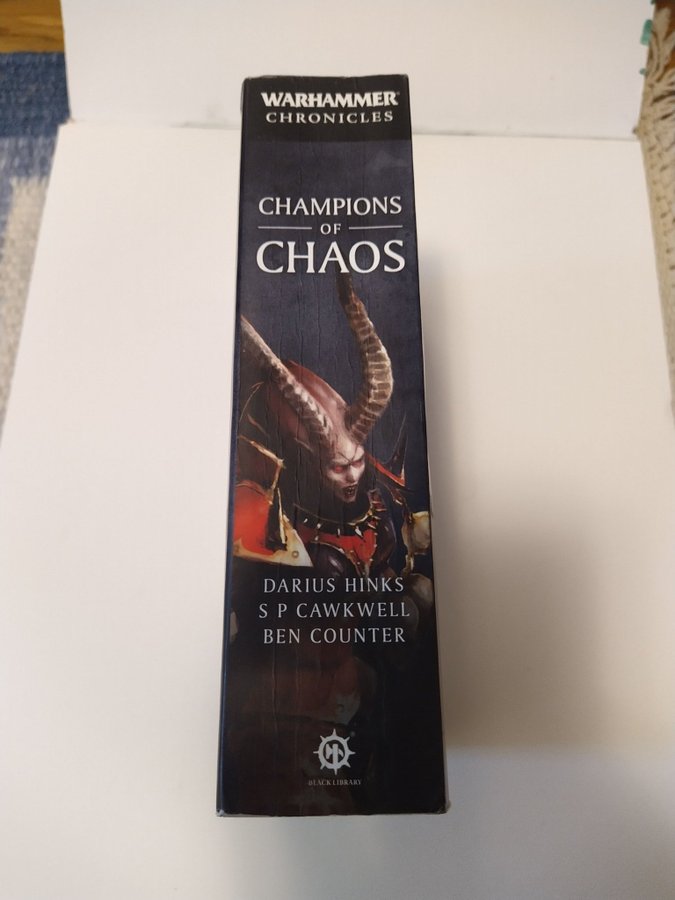 WARHAMMER
CHRONICLES
CHAMPIONS
OF
CHAOS
DARIUS HINKS
S P CAWKWELL
BEN COUNTER
BLACK LIBRARY